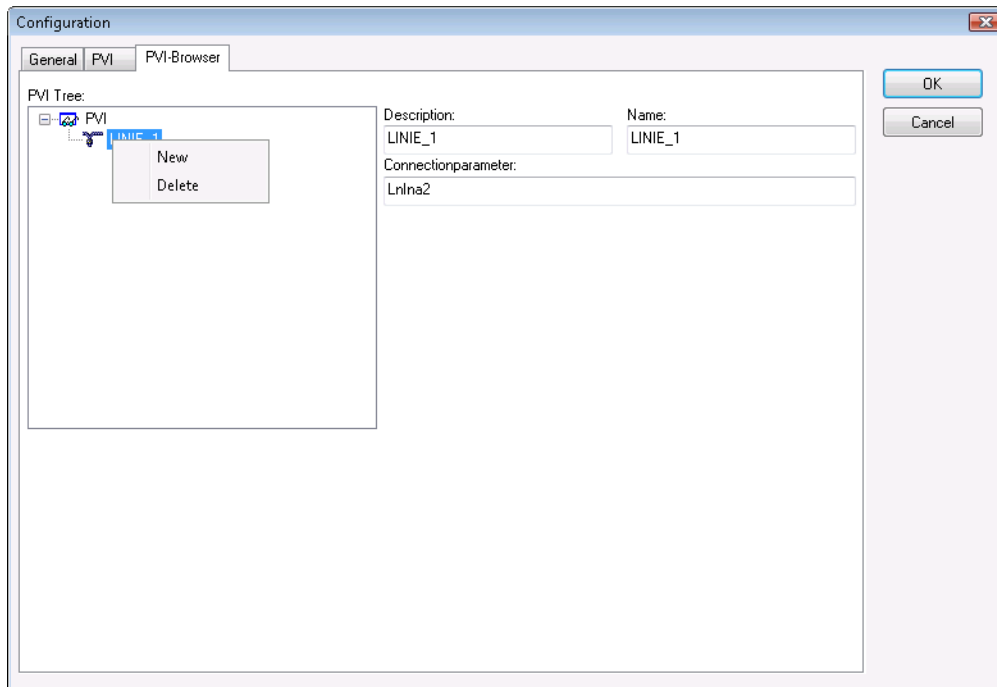 Configuration
General PVI PVI-Browser
OK
Cancel
PVI Tree:
PVI
LINIE_1
New
Delete
Description: Name:
LINIE_1 LINIE_1
Connectionparameter:
LnIna2